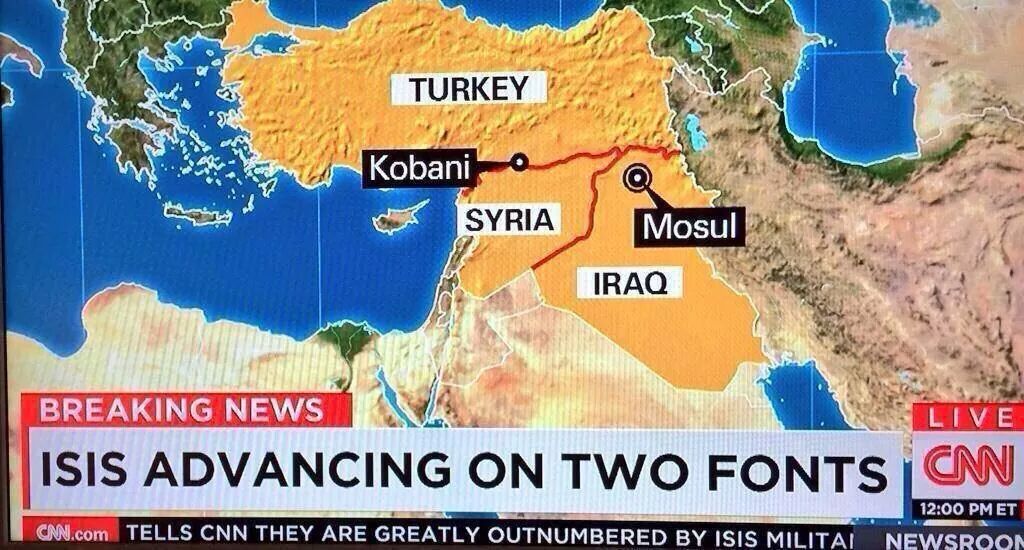 TURKEY
Kobani
SYRIA
Mosul
IRAQ
BREAKING NEWS
LIVE
ISIS ADVANCING ON TWO FONTS
CNN
12:00 PM ET
CNN.com TELLS CNN THEY ARE GREATLY OUTNUMBERED BY ISIS MILITA
NEWSROOM